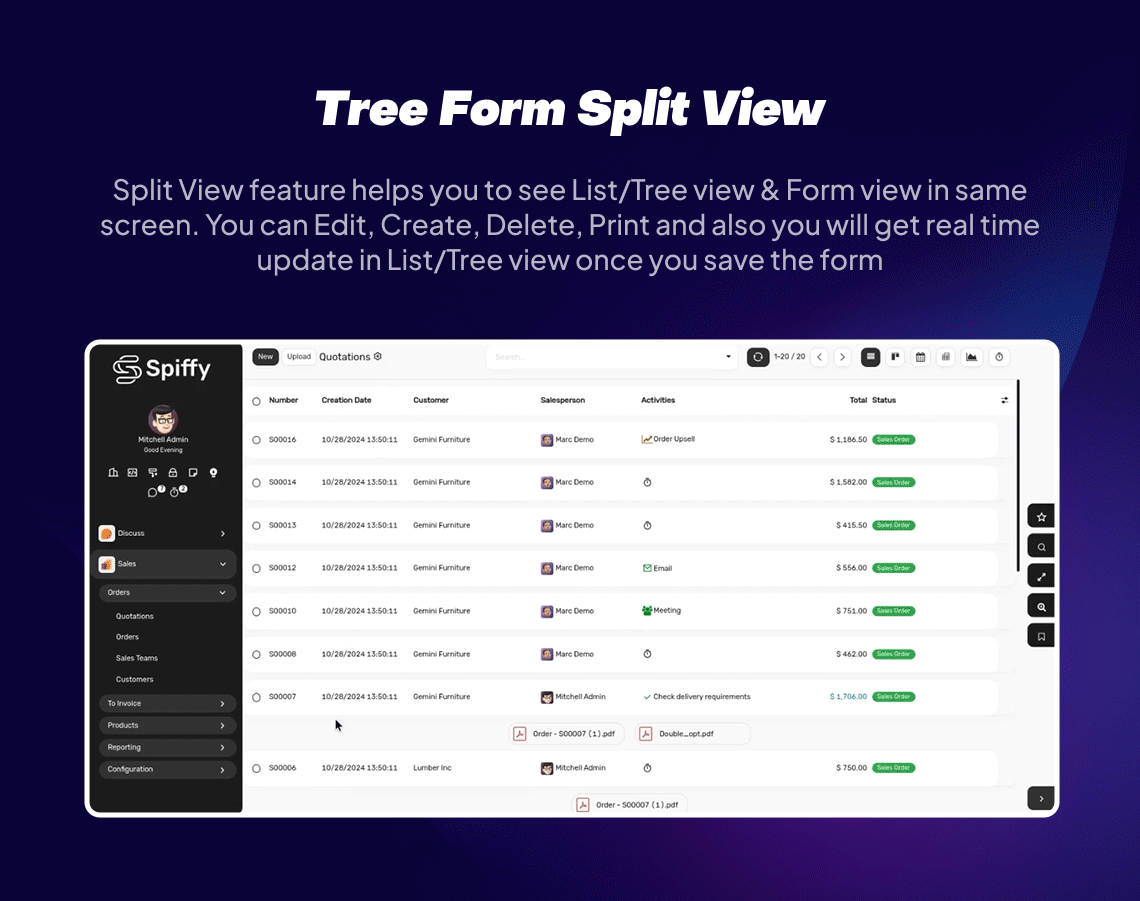 Tree Form Split View
Split View feature helps you to see List/Tree view & Form view in same
screen. You can Edit, Create, Delete, Print and also you will get real time
update in List/Tree view once you save the form
Spiffy
Mitchell Admin
Good Evening
7
2
Discuss
Sales
Orders
Quotations
Orders
Sales Teams
Customers
To Invoice
Products
Reporting
Configuration
New Upload Quotations Search... 1-20 / 20
Number Creation Date Customer Salesperson Activities Total Status
S00016 10/28/2024 13:50:11 Gemini Furniture Marc Demo Order Upsell $ 1,186.50 Sales Order
S00014 10/28/2024 13:50:11 Gemini Furniture Marc Demo $ 1,582.00 Sales Order
S00013 10/28/2024 13:50:11 Gemini Furniture Marc Demo $ 415.50 Sales Order
S00012 10/28/2024 13:50:11 Gemini Furniture Marc Demo Email $ 556.00 Sales Order
S00010 10/28/2024 13:50:11 Gemini Furniture Marc Demo Meeting $ 751.00 Sales Order
S00008 10/28/2024 13:50:11 Gemini Furniture Marc Demo $ 462.00 Sales Order
S00007 10/28/2024 13:50:11 Gemini Furniture Mitchell Admin Check delivery requirements $ 1,706.00 Sales Order
Order - S00007 (1).pdf Double_opt.pdf
S00006 10/28/2024 13:50:11 Lumber Inc Mitchell Admin $ 750.00 Sales Order
Order - S00007 (1).pdf